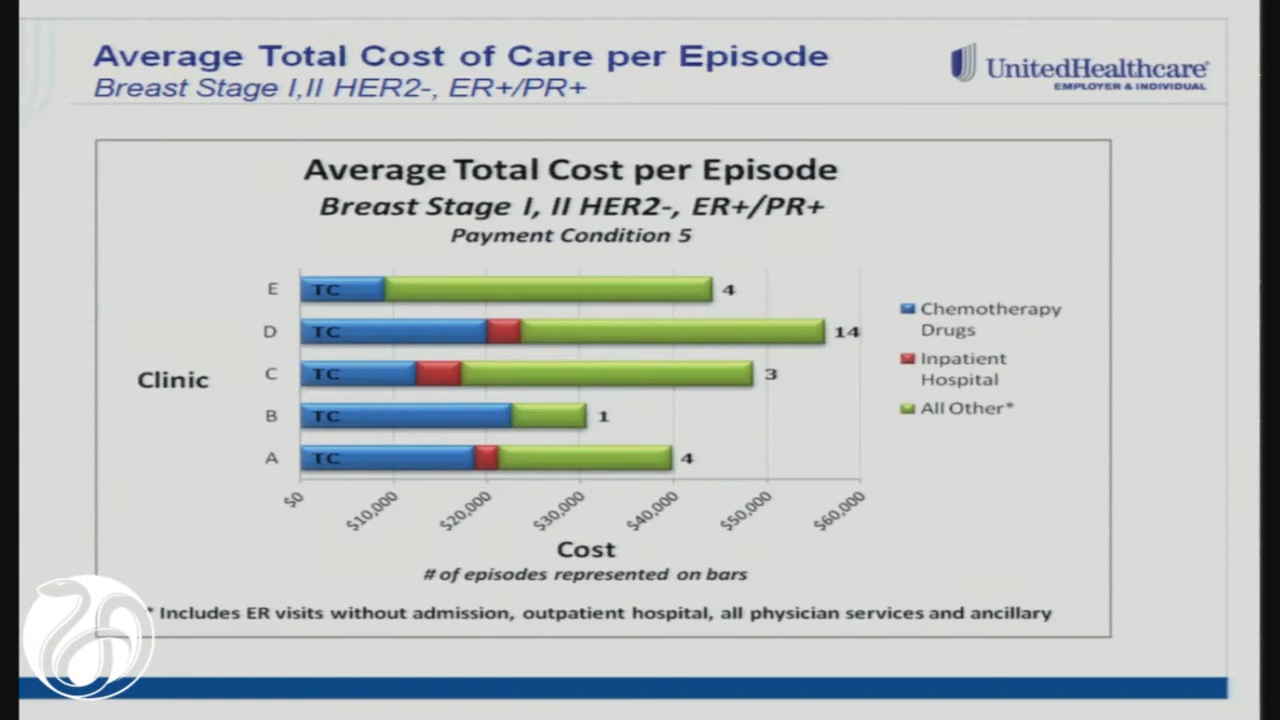 Average Total Cost of Care per Episode
Breast Stage I,II HER2-, ER+/PR+
UnitedHealthcare®
EMPLOYER & INDIVIDUAL
Average Total Cost per Episode
Breast Stage I, II HER2-, ER+/PR+
Payment Condition 5
E TC 4
D TC 14
C TC 3
B TC 1
A TC 4
Clinic
$0 $10,000 $20,000 $30,000 $40,000 $50,000 $60,000
Cost
# of episodes represented on bars
Chemotherapy
Drugs
Inpatient
Hospital
All Other*
* Includes ER visits without admission, outpatient hospital, all physician services and ancillary